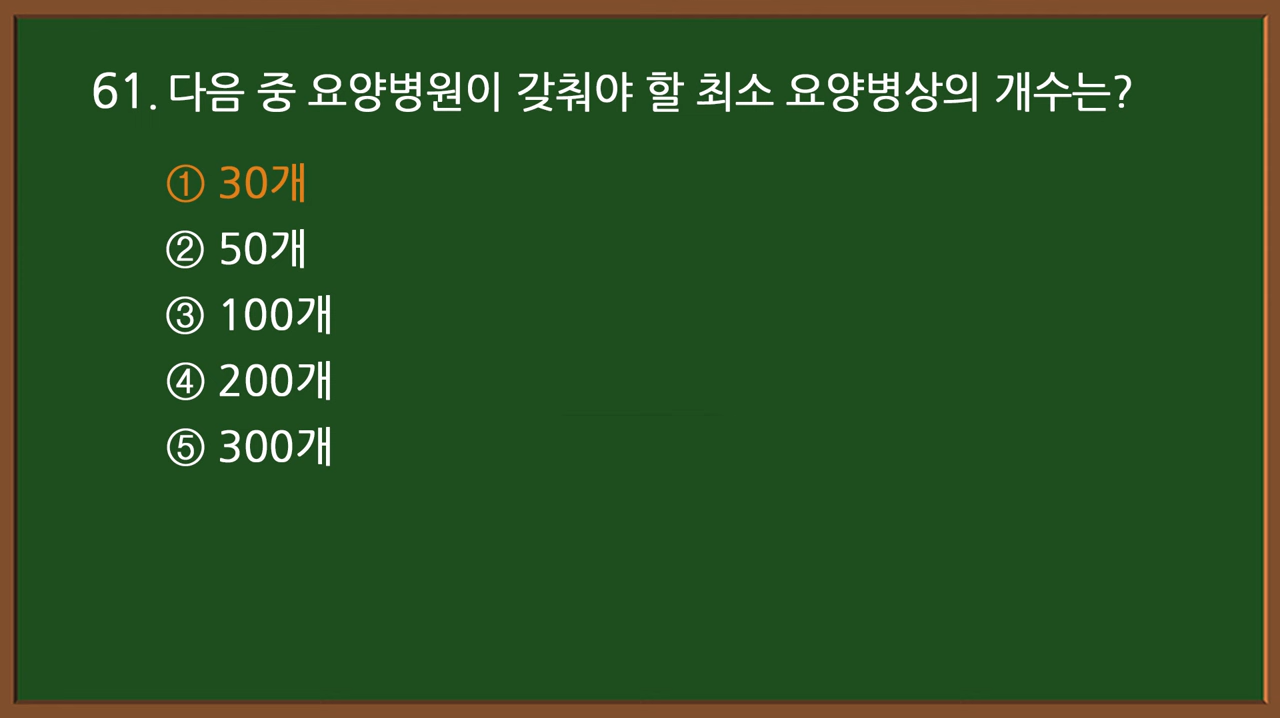 61. 다음 중 요양병원이 갖춰야 할 최소 요양병상의 개수는?
① 30개
② 50개
③ 100개
④ 200개
⑤ 300개